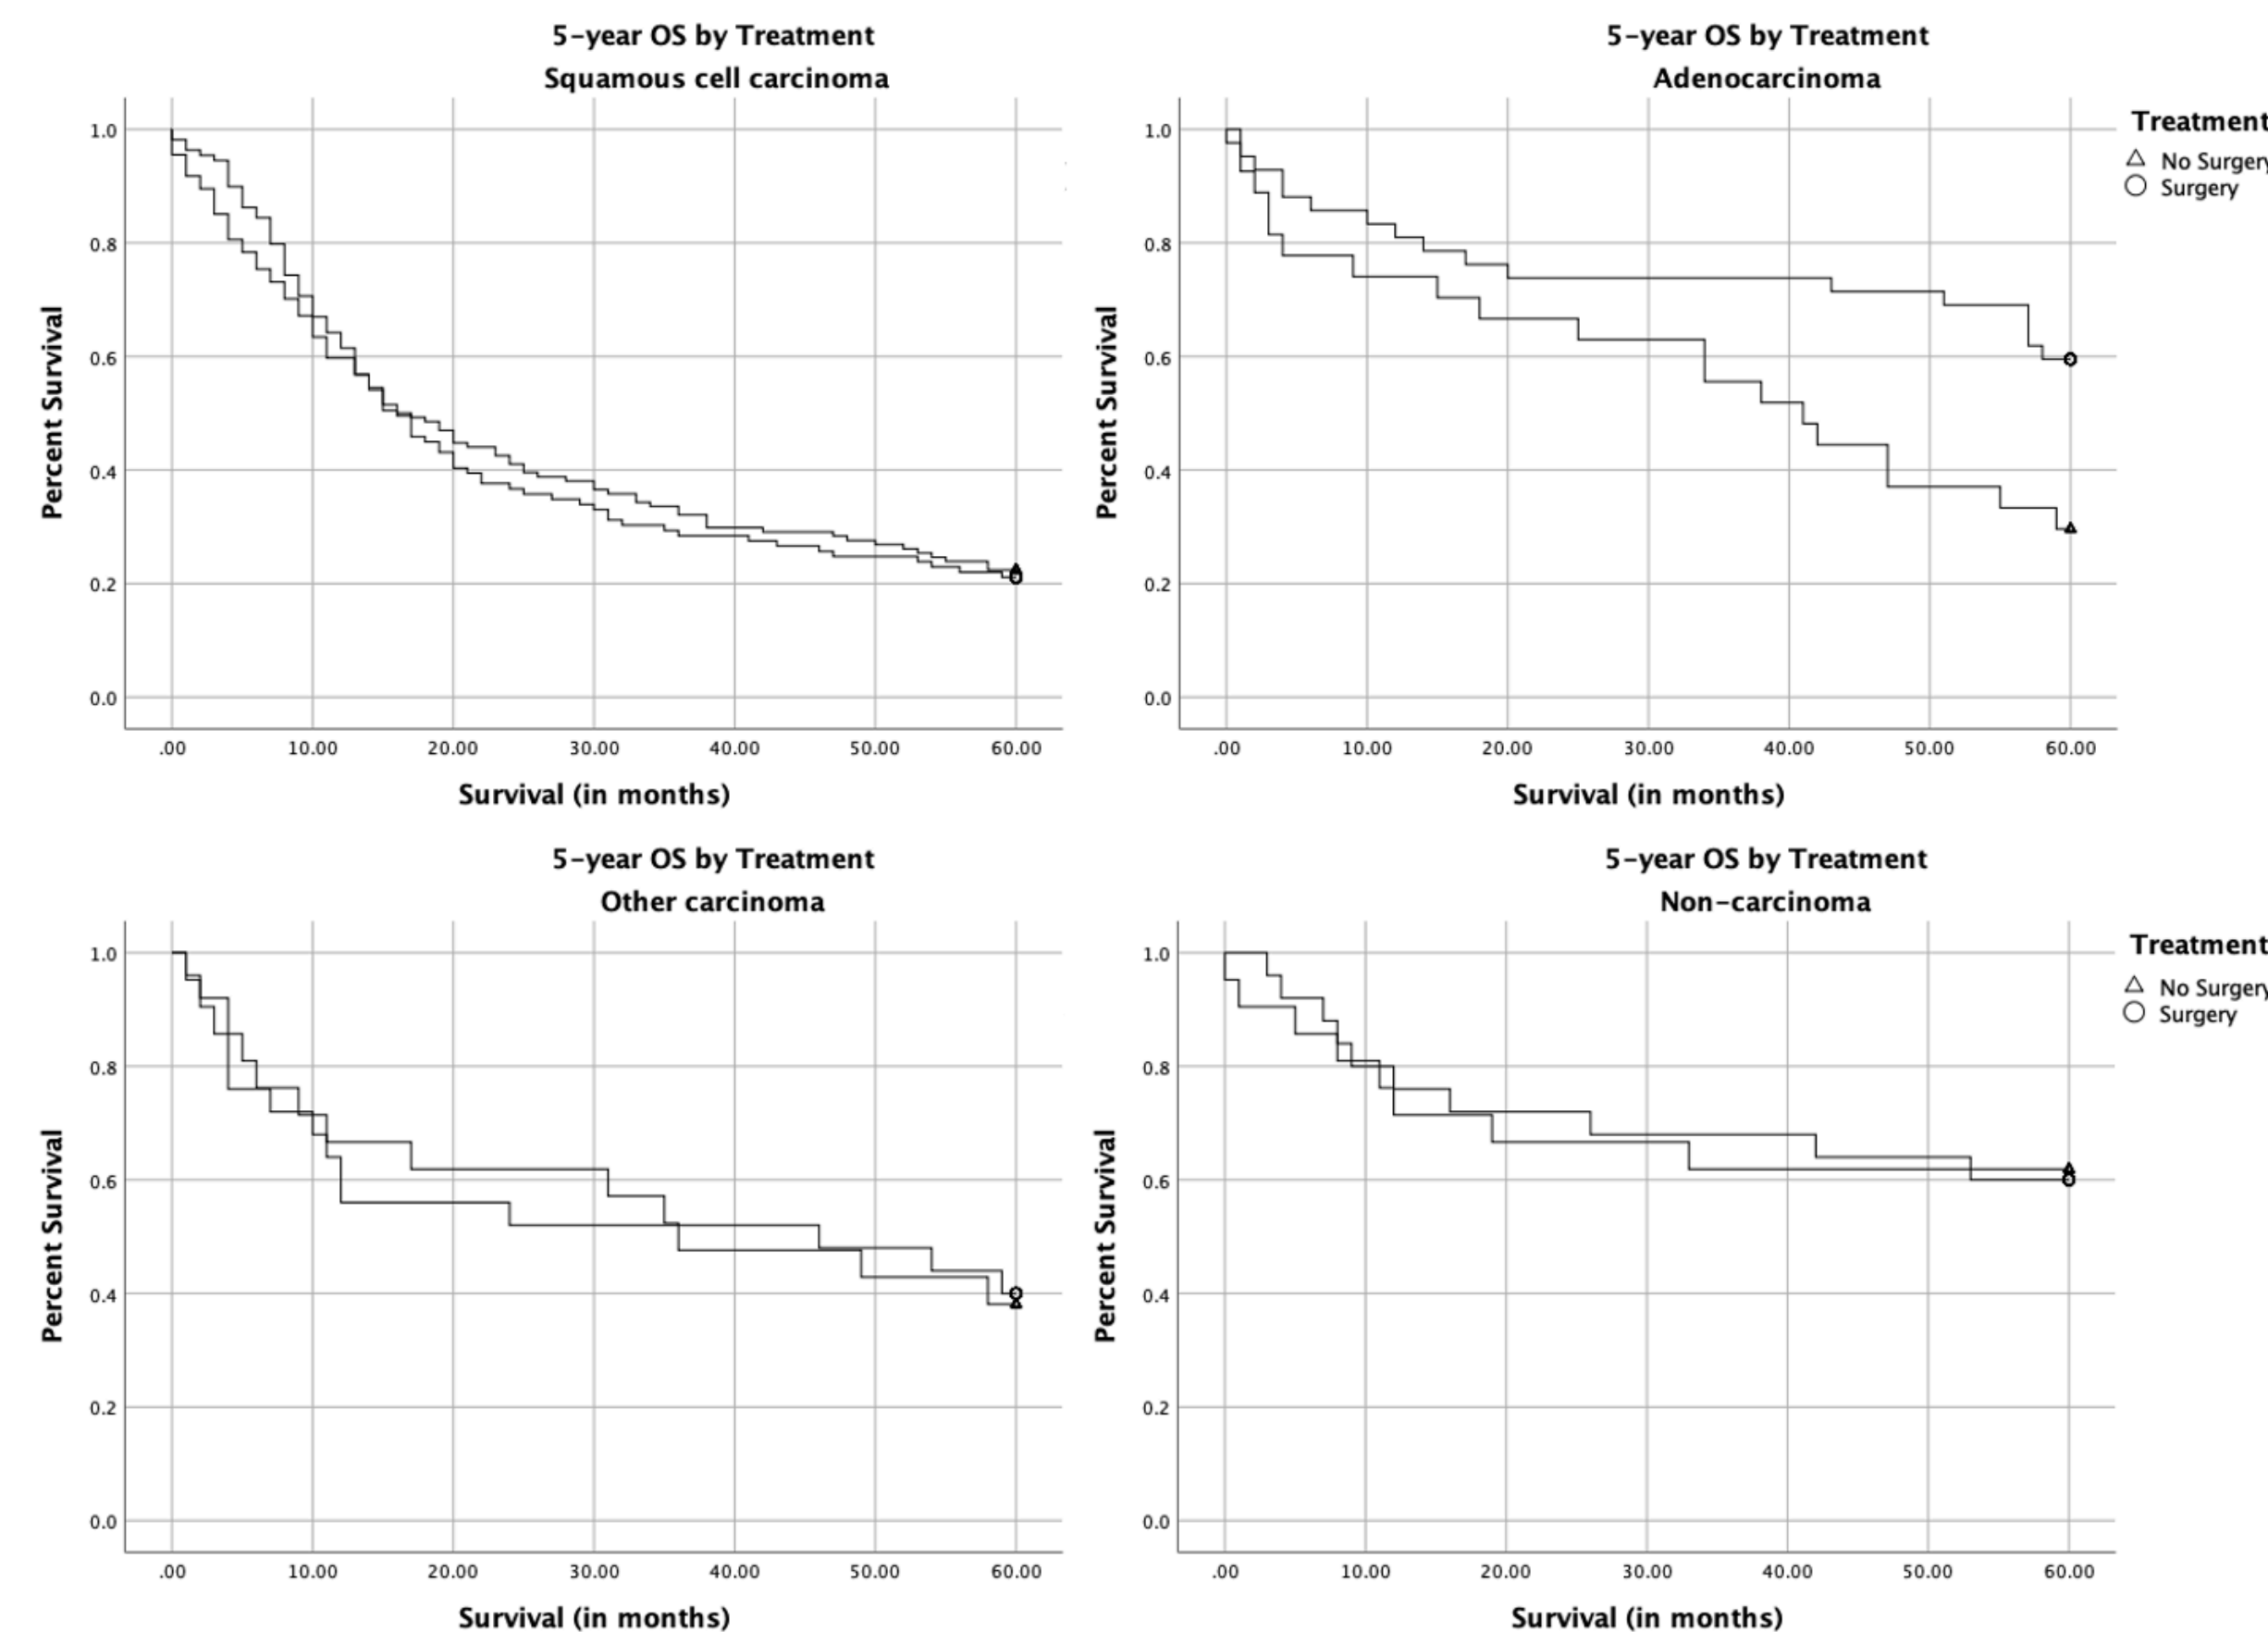 5-year OS by Treatment
Squamous cell carcinoma
1.0
0.8
0.6
0.4
0.2
0.0
Percent Survival
.00 10.00 20.00 30.00 40.00 50.00 60.00
Survival (in months)
5-year OS by Treatment
Adenocarcinoma
1.0
0.8
0.6
0.4
0.2
0.0
Percent Survival
.00 10.00 20.00 30.00 40.00 50.00 60.00
Survival (in months)
Treatment
No Surgery
Surgery
5-year OS by Treatment
Other carcinoma
1.0
0.8
0.6
0.4
0.2
0.0
Percent Survival
.00 10.00 20.00 30.00 40.00 50.00 60.00
Survival (in months)
5-year OS by Treatment
Non-carcinoma
1.0
0.8
0.6
0.4
0.2
0.0
Percent Survival
.00 10.00 20.00 30.00 40.00 50.00 60.00
Survival (in months)
Treatment
No Surgery
Surgery